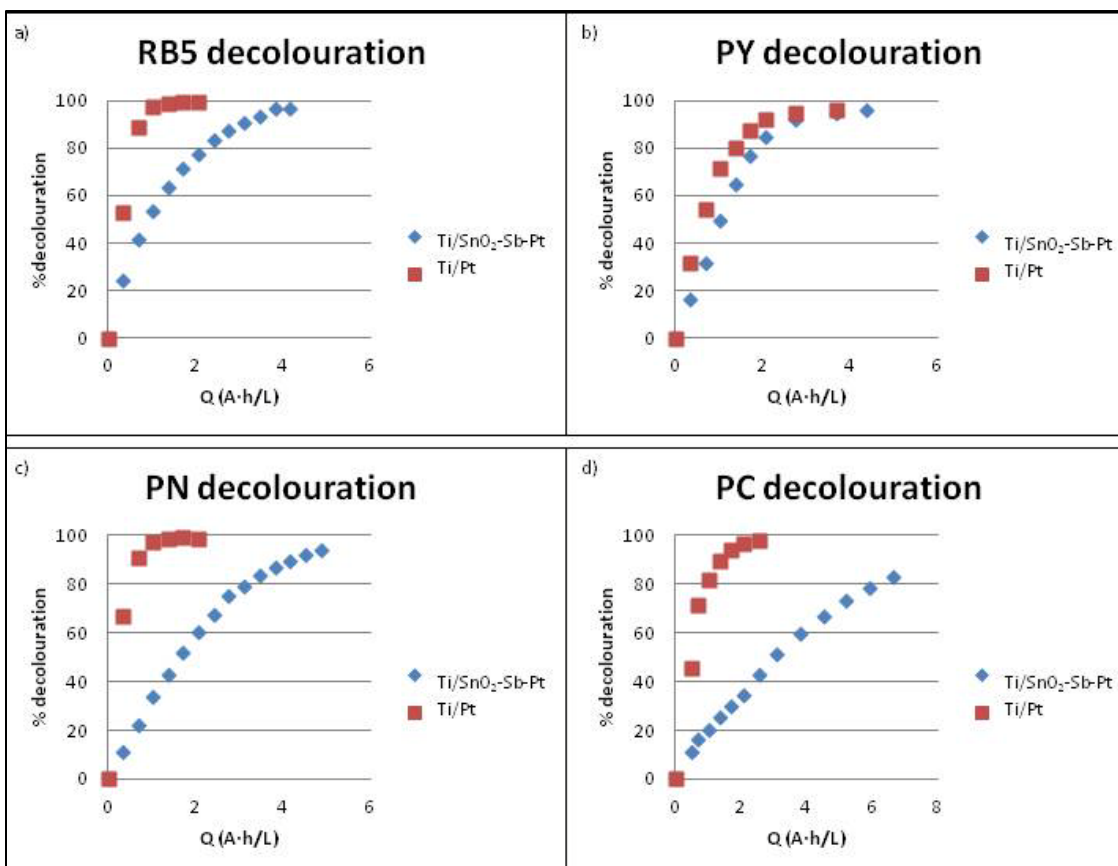 a)
RB5 decolouration
100
80
60
40
20
0
% decolouration
0 2 4 6
Q (A·h/L)
Ti/SnO₂-Sb-Pt
Ti/Pt
b)
PY decolouration
100
80
60
40
20
0
% decolouration
0 2 4 6
Q (A·h/L)
Ti/SnO₂-Sb-Pt
Ti/Pt
c)
PN decolouration
100
80
60
40
20
0
% decolouration
0 2 4 6
Q (A·h/L)
Ti/SnO₂-Sb-Pt
Ti/Pt
d)
PC decolouration
100
80
60
40
20
0
% decolouration
0 2 4 6 8
Q (A·h/L)
Ti/SnO₂-Sb-Pt
Ti/Pt